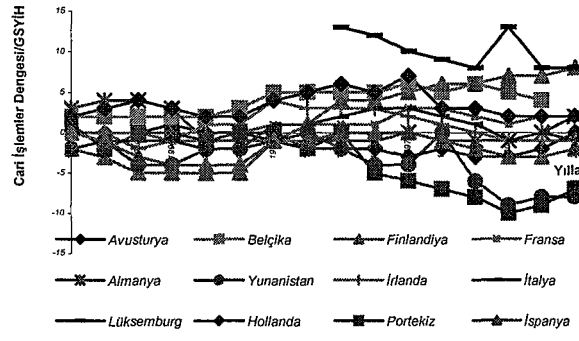 Cari İşlemler Dengesi/GSYİH
15
10
5
0
-5
-10
-15
Avusturya Belçika Finlandiya Fransa
Almanya Yunanistan İrlanda İtalya
Lüksemburg Hollanda Portekiz İspanya